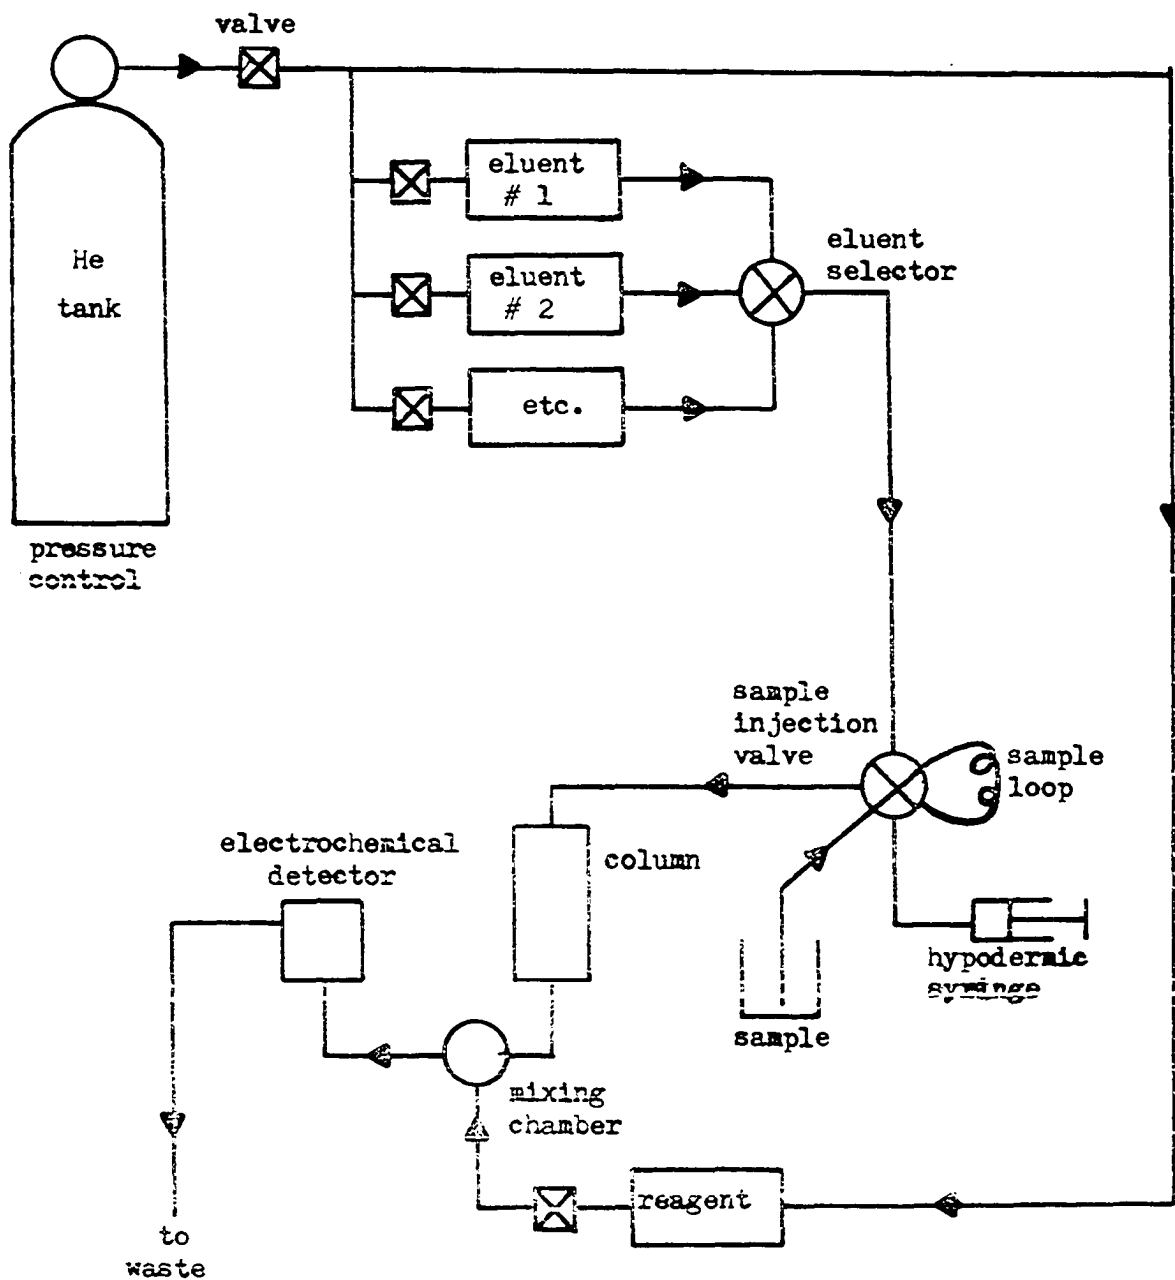 valve
eluent
# 1
eluent
selector
He
tank
eluent
# 2
etc.
pressure
control
sample
injection
valve
sample
loop
electrochemical
detector
column
hypodermic
syringe
sample
mixing
chamber
reagent
to
waste